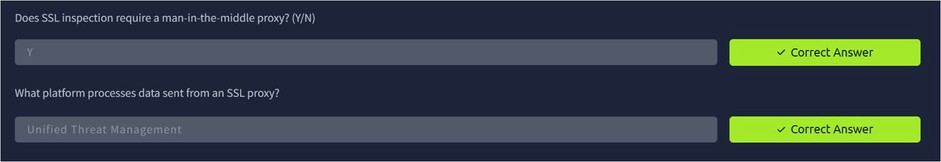 Does SSL inspection require a man-in-the-middle proxy? (Y/N)
Y
✓ Correct Answer
What platform processes data sent from an SSL proxy?
Unified Threat Management
✓ Correct Answer